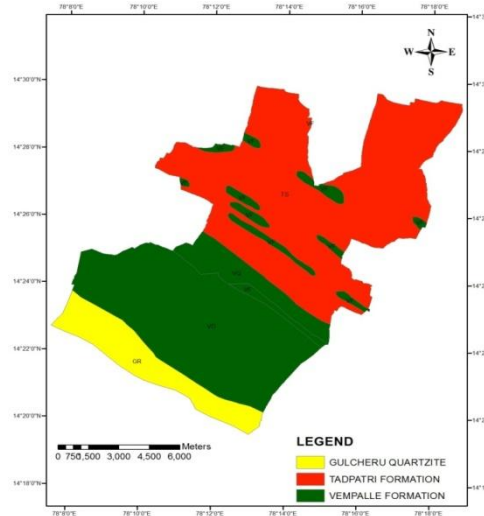 78°8'0"E 78°10'0"E 78°12'0"E 78°14'0"E 78°16'0"E 78°18'0"E
N
W E
S
14°30'0"N
14°28'0"N
14°26'0"N
14°24'0"N
14°22'0"N
14°20'0"N
14°18'0"N
TS
VD
GR
Meters
0 750 1,500 3,000 4,500 6,000
LEGEND
GULCHERU QUARTZITE
TADPATRI FORMATION
VEMPALLE FORMATION
78°8'0"E 78°10'0"E 78°12'0"E 78°14'0"E 78°16'0"E 78°18'0"E